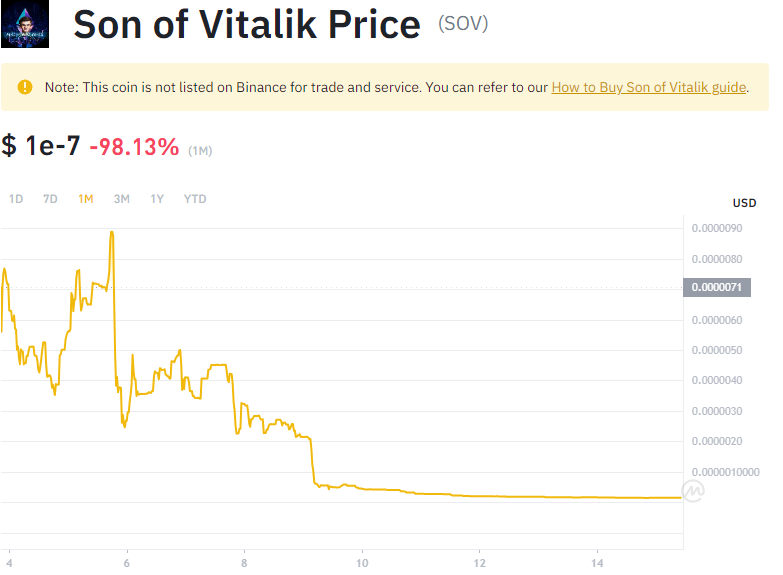 Son of Vitalik Price (SOV)
Note: This coin is not listed on Binance for trade and service. You can refer to our How to Buy Son of Vitalik guide.
$ 1e-7 -98.13% (1M)
1D 7D 1M 3M 1Y YTD
USD
0.0000090
0.0000080
0.0000071
0.0000060
0.0000050
0.0000040
0.0000030
0.0000020
0.0000010000
4 6 8 10 12 14